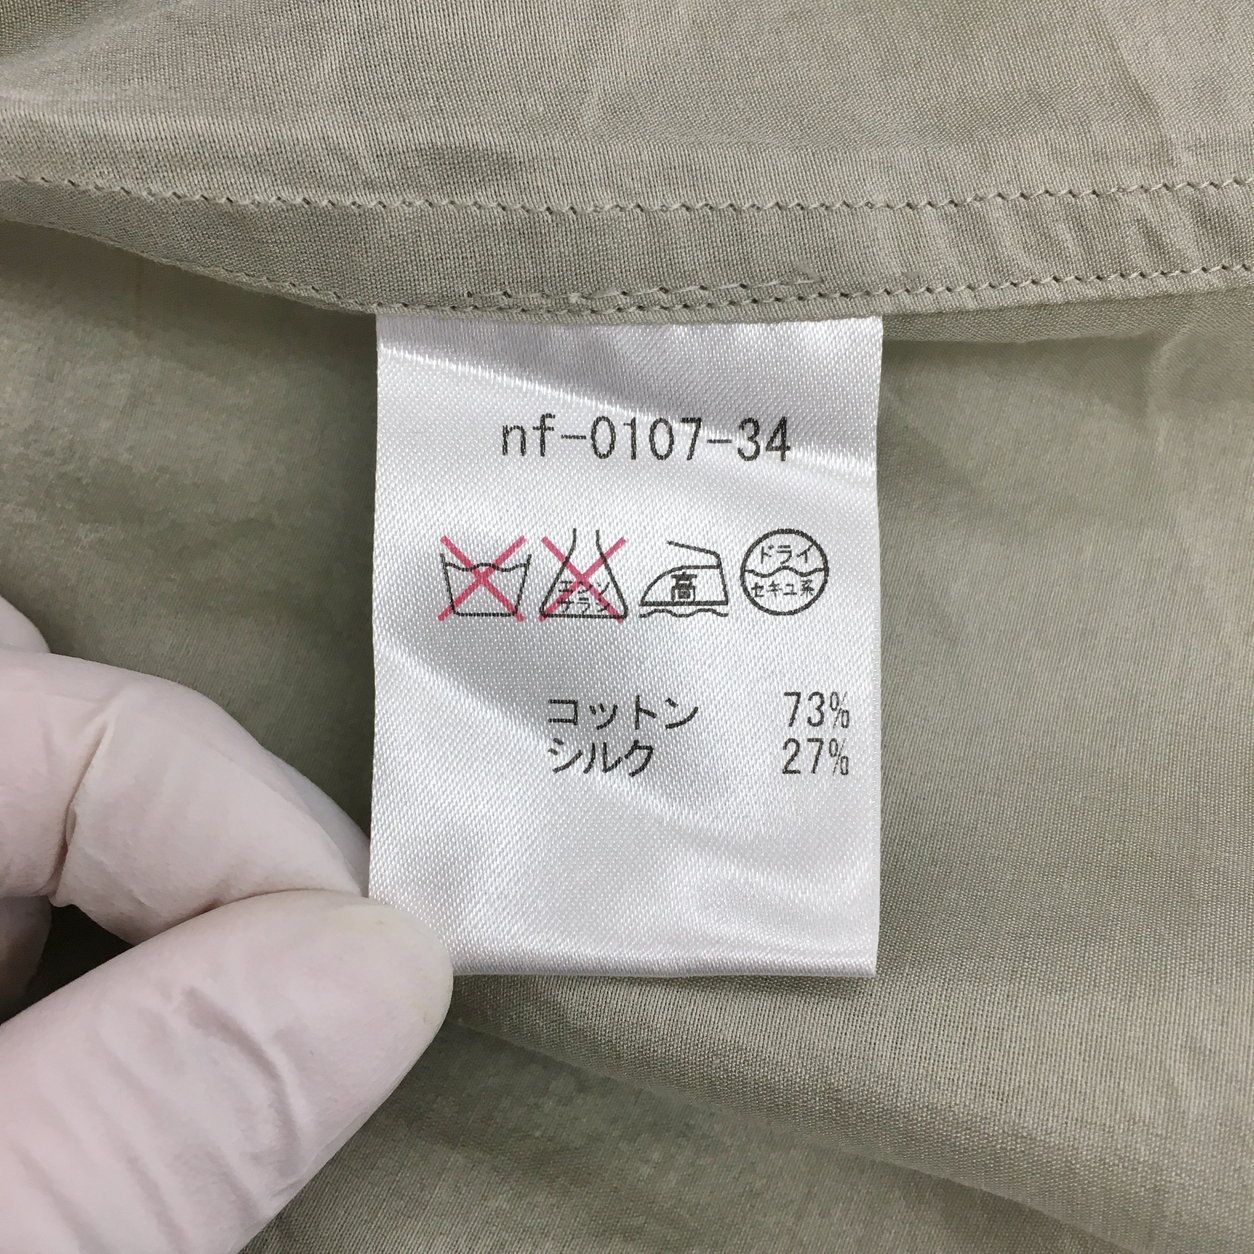 nf-0107-34
エンソ
サラシ
高
ドライ
セキユ系
コットン 73%
シルク 27%